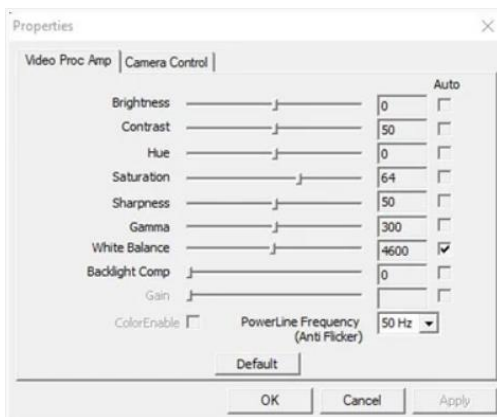 Properties
Video Proc Amp Camera Control
Auto
Brightness 0
Contrast 50
Hue 0
Saturation 64
Sharpness 50
Gamma 300
White Balance 4600
Backlight Comp 0
Gain
ColorEnable PowerLine Frequency 50 Hz
(Anti Flicker)
Default
OK Cancel Apply